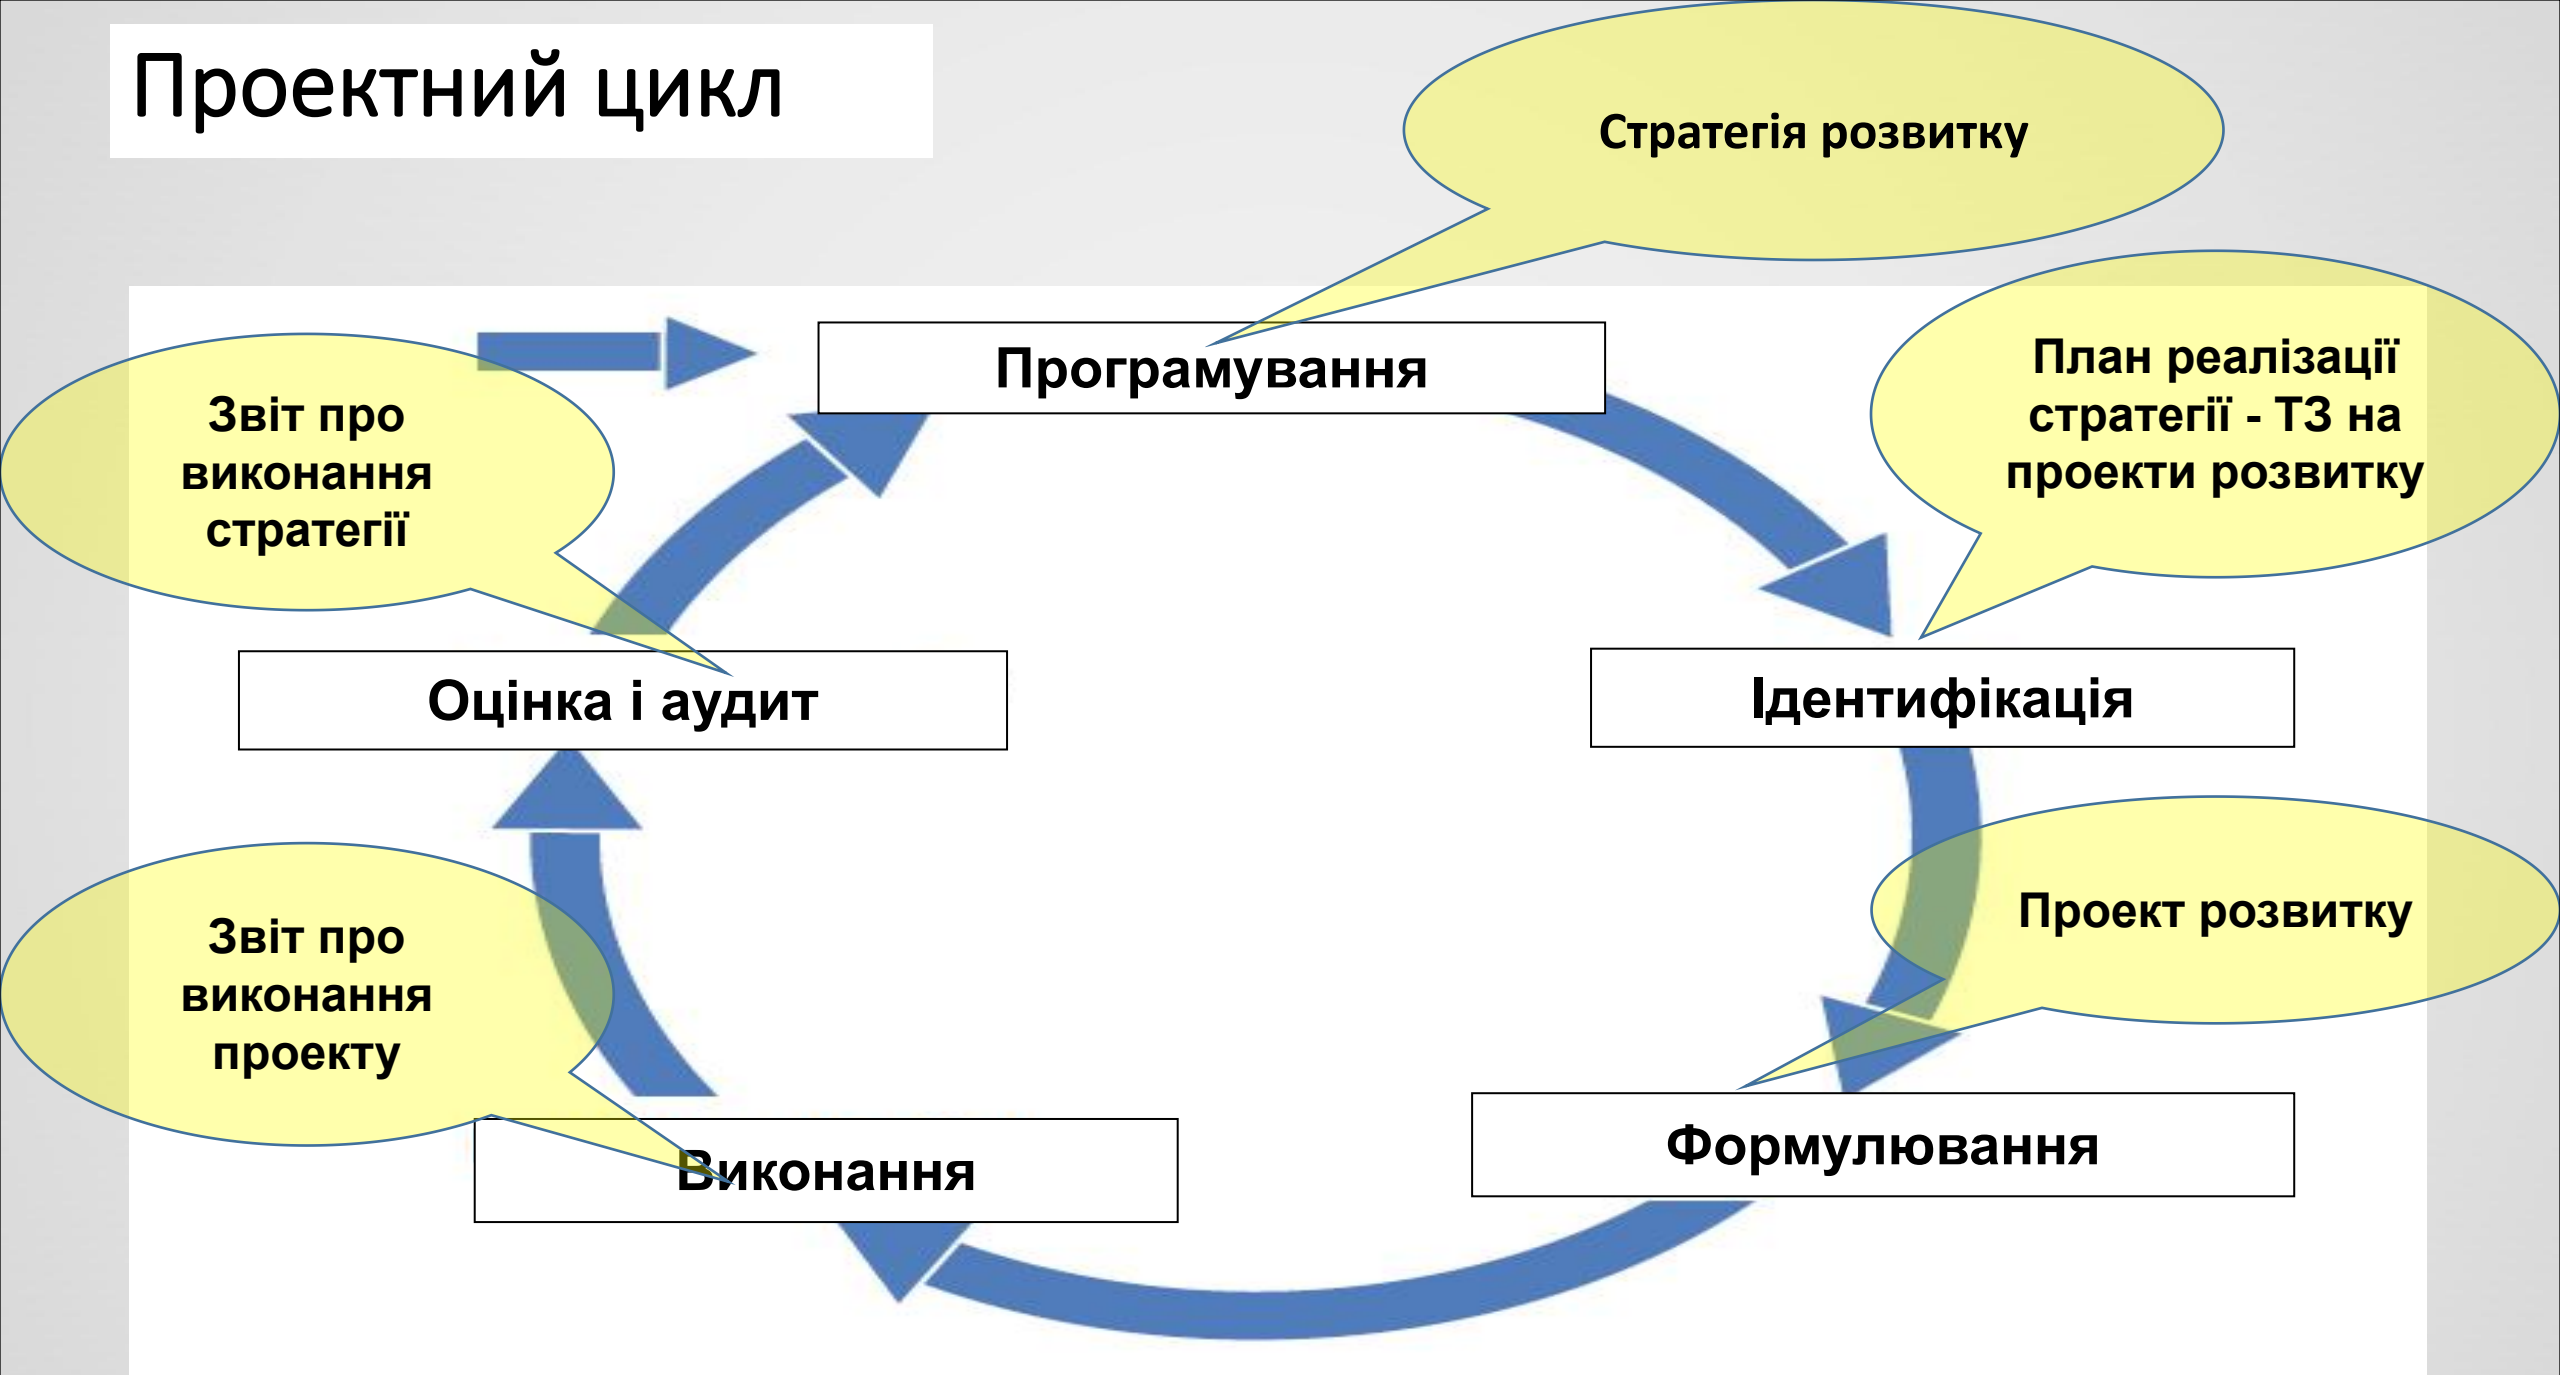 Проектний цикл
Стратегія розвитку
Програмування
План реалізації
стратегії - ТЗ на
проекти розвитку
Звіт про
виконання
стратегії
Оцінка і аудит
Ідентифікація
Проект розвитку
Звіт про
виконання
проекту
Формулювання
Виконання